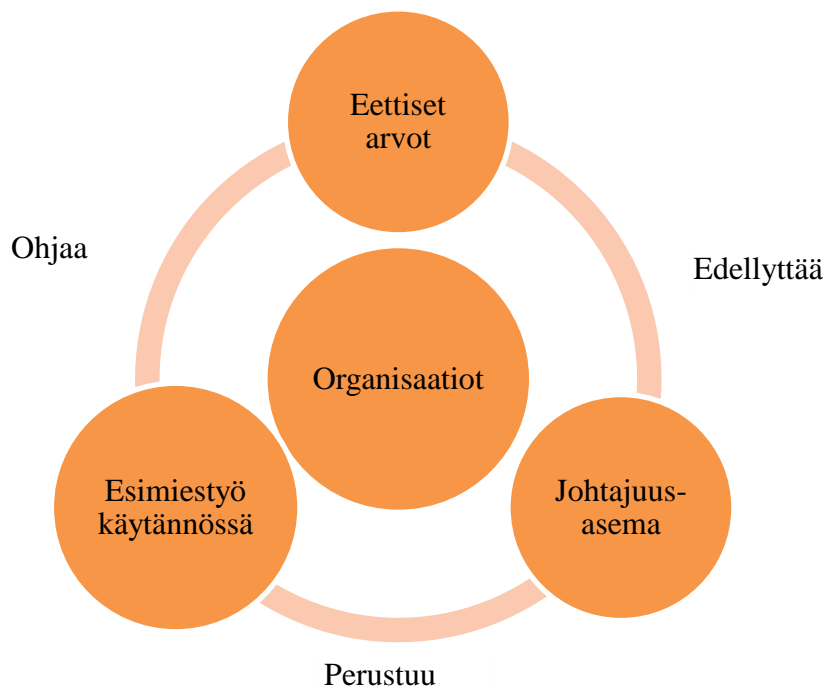 Eettiset
arvot
Ohjaa
Edellyttää
Organisaatiot
Esimiestyö
käytännössä
Johtajuus-
asema
Perustuu